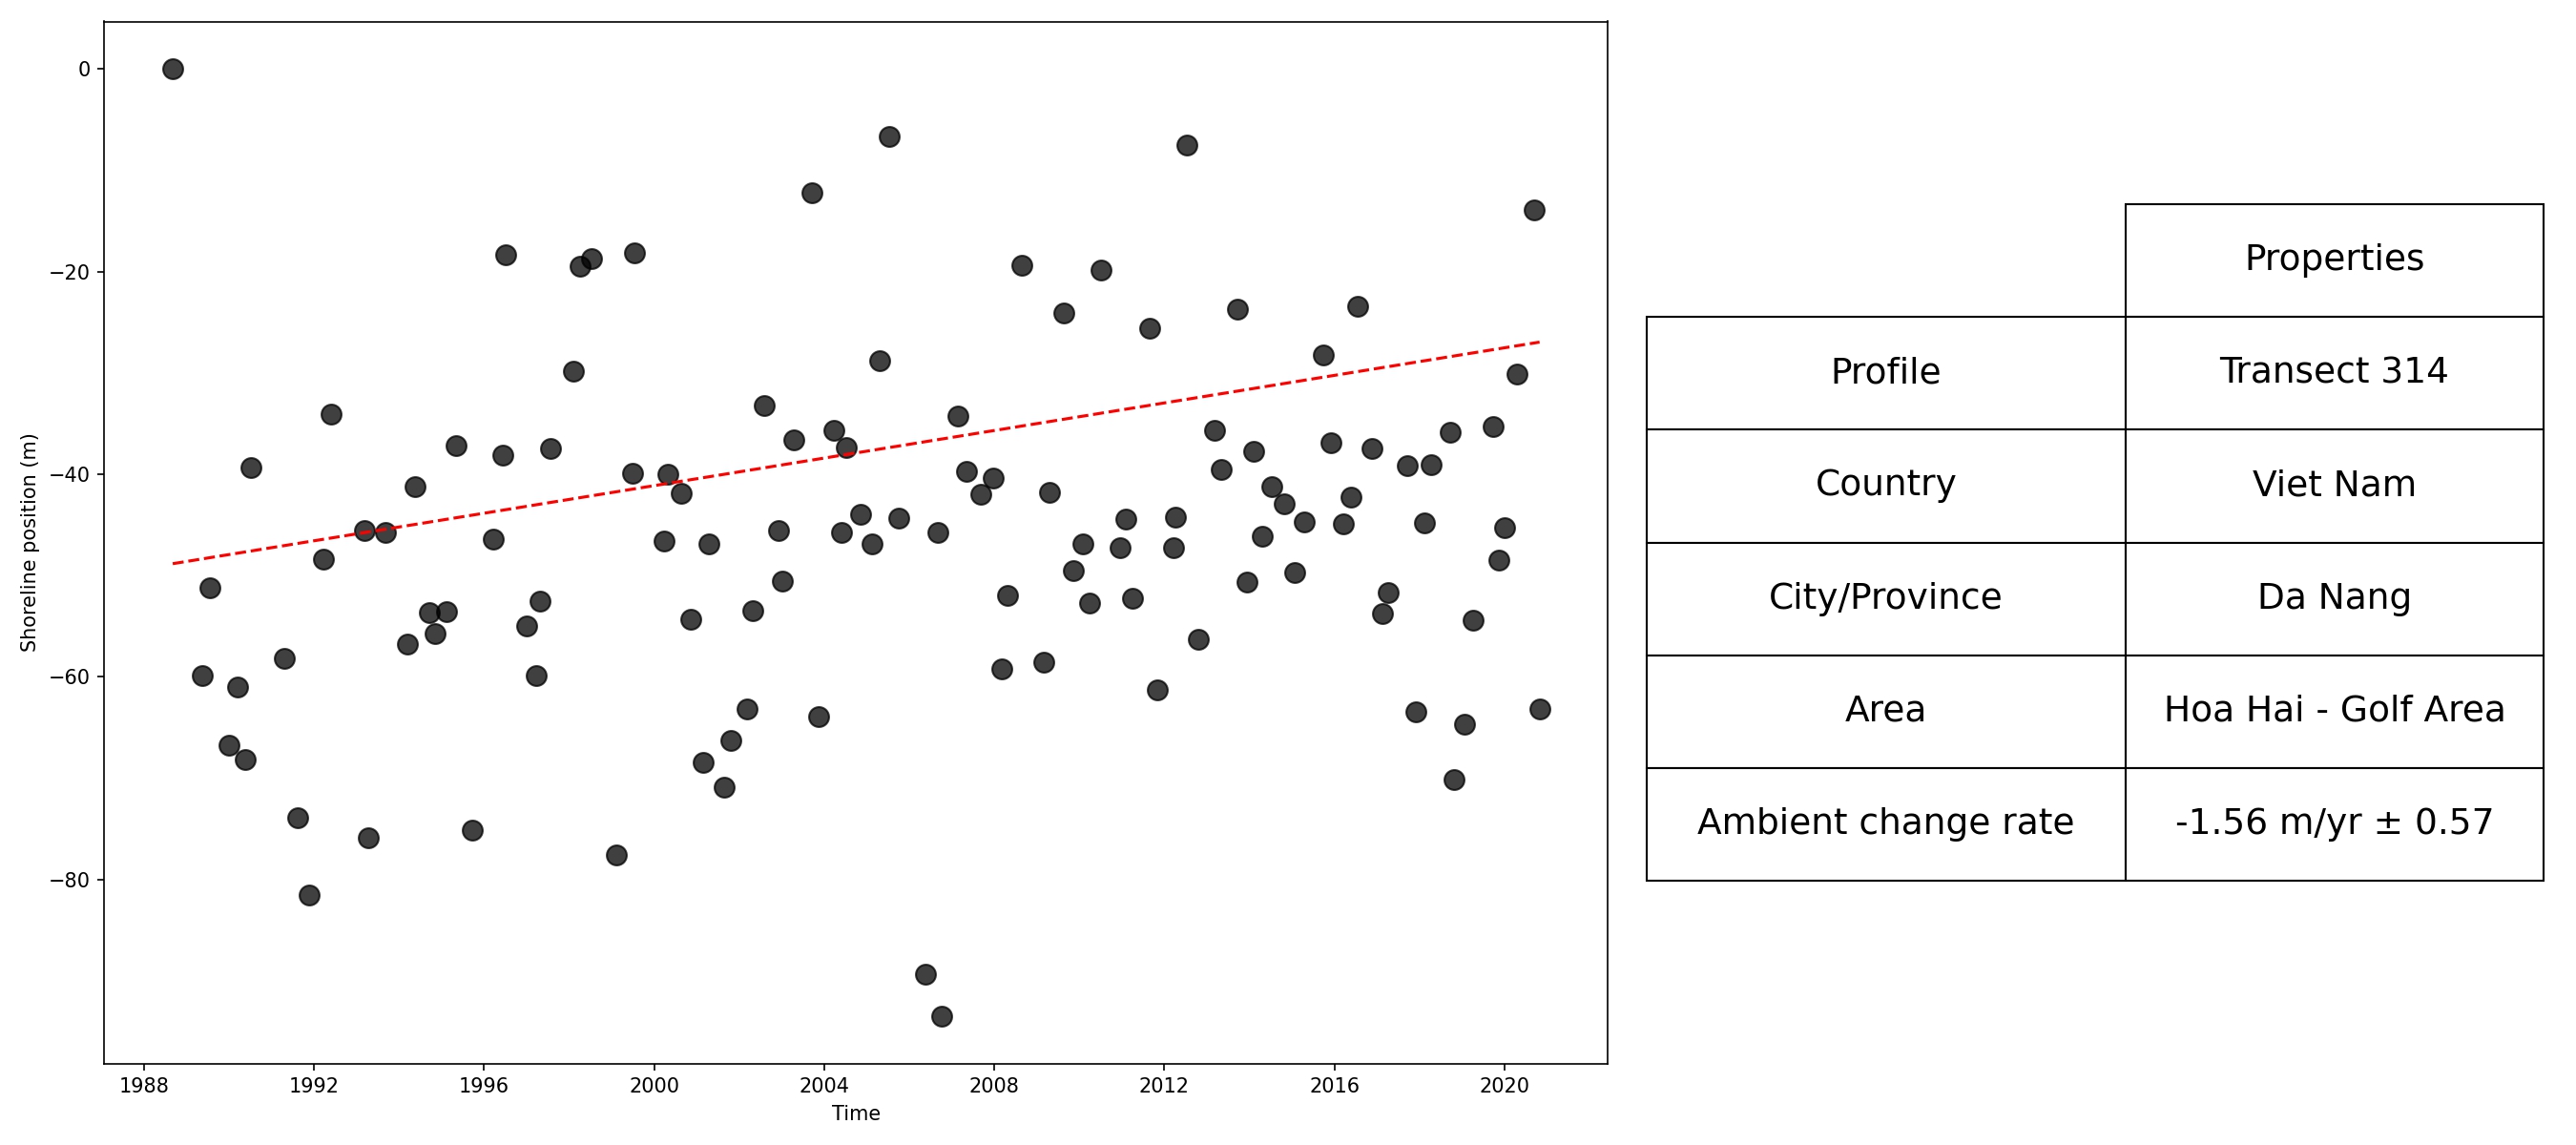 0
−20
−40
−60
−80
Shoreline position (m)
1988 1992 1996 2000 2004 2008 2012 2016 2020
Time
Properties
Profile Transect 314
Country Viet Nam
City/Province Da Nang
Area Hoa Hai - Golf Area
Ambient change rate -1.56 m/yr ± 0.57